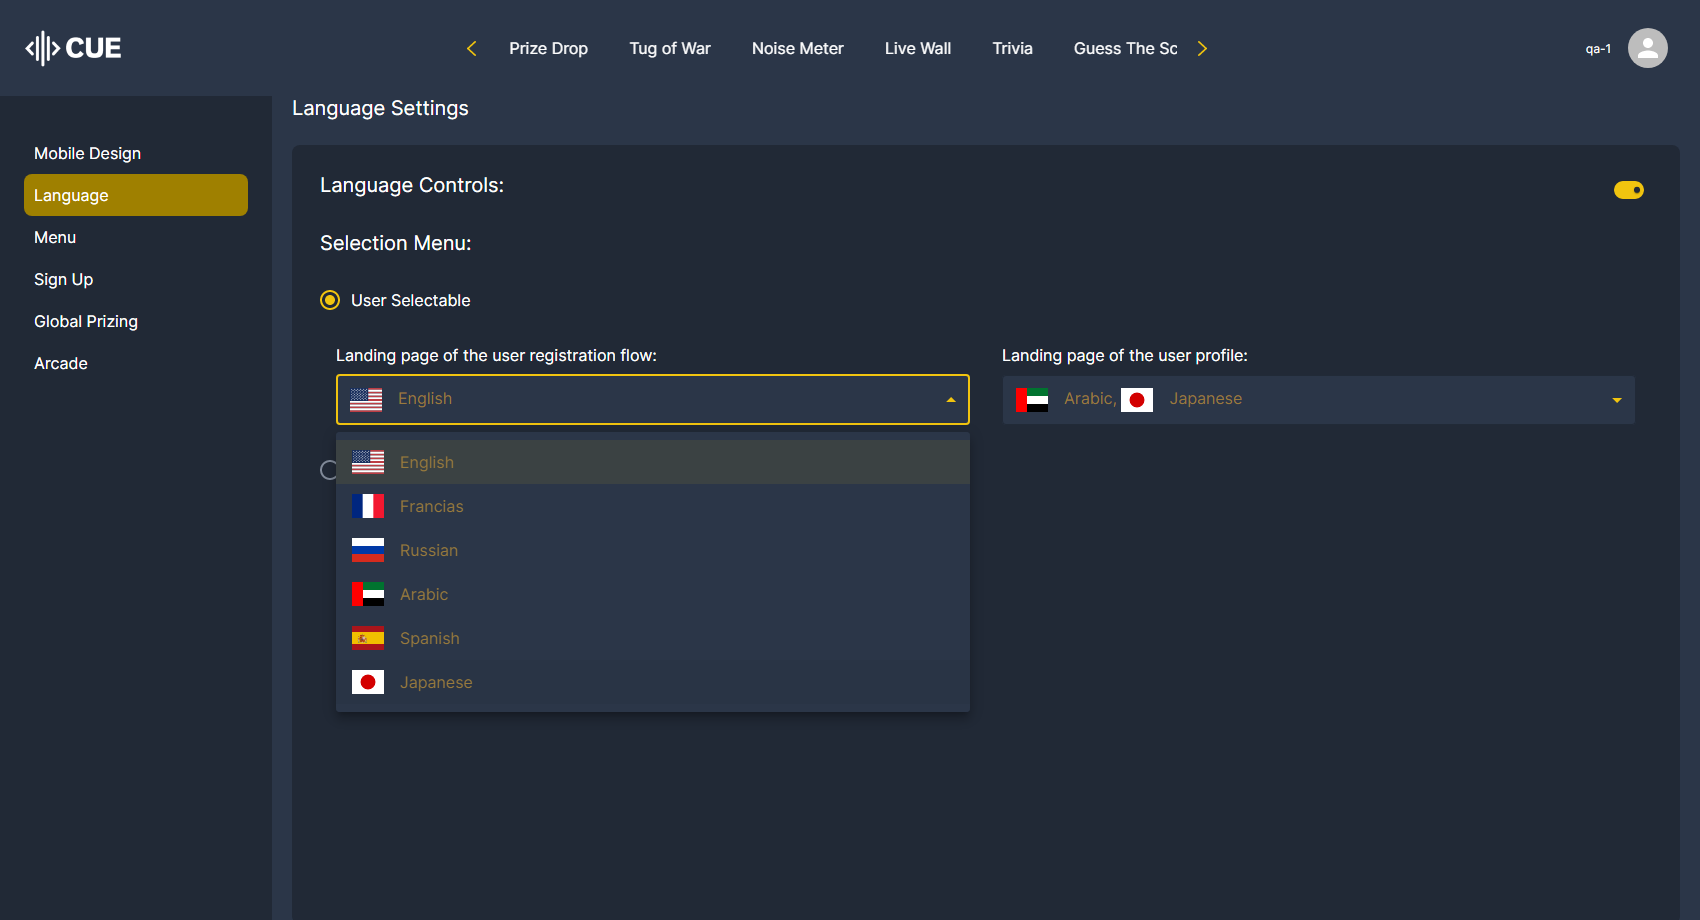 CUE
Prize Drop
Tug of War
Noise Meter
Live Wall
Trivia
Guess The Sc
qa-1
Mobile Design
Language
Menu
Sign Up
Global Prizing
Arcade
Language Settings
Language Controls:
Selection Menu:
User Selectable
Landing page of the user registration flow:
English
Landing page of the user profile:
Arabic, Japanese
English
Francias
Russian
Arabic
Spanish
Japanese